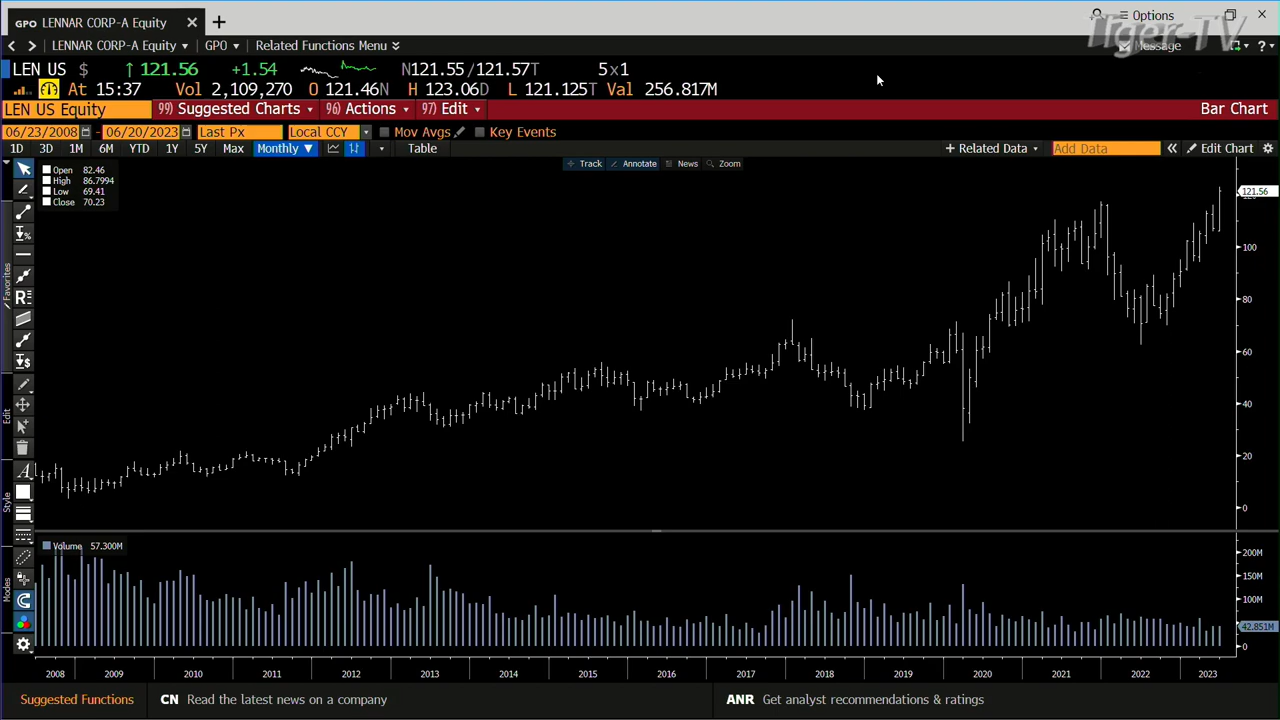 GPO LENNAR CORP-A Equity × +
Options
Tiger-TV
LENNAR CORP-A Equity GPO Related Functions Menu
Message ?
LEN US $ ↑ 121.56 +1.54 N121.55/121.57T 5x1
At 15:37 Vol 2,109,270 O 121.46N H 123.06D L 121.125T Val 256.817M
LEN US Equity 99) Suggested Charts 96) Actions 97) Edit Bar Chart
06/23/2008 - 06/20/2023 Last Px Local CCY Mov Avgs Key Events
1D 3D 1M 6M YTD 1Y 5Y Max Monthly ▼ Table + Related Data Add Data « Edit Chart
Track Annotate News Zoom
Open 82.46
High 86.7994
Low 69.41
Close 70.23
121.56
100
80
60
40
20
0
Favorites
Edit
Style
Modes
Volume 57.300M
200M
150M
100M
42.851M
0
2008 2009 2010 2011 2012 2013 2014 2015 2016 2017 2018 2019 2020 2021 2022 2023
Suggested Functions CN Read the latest news on a company ANR Get analyst recommendations & ratings